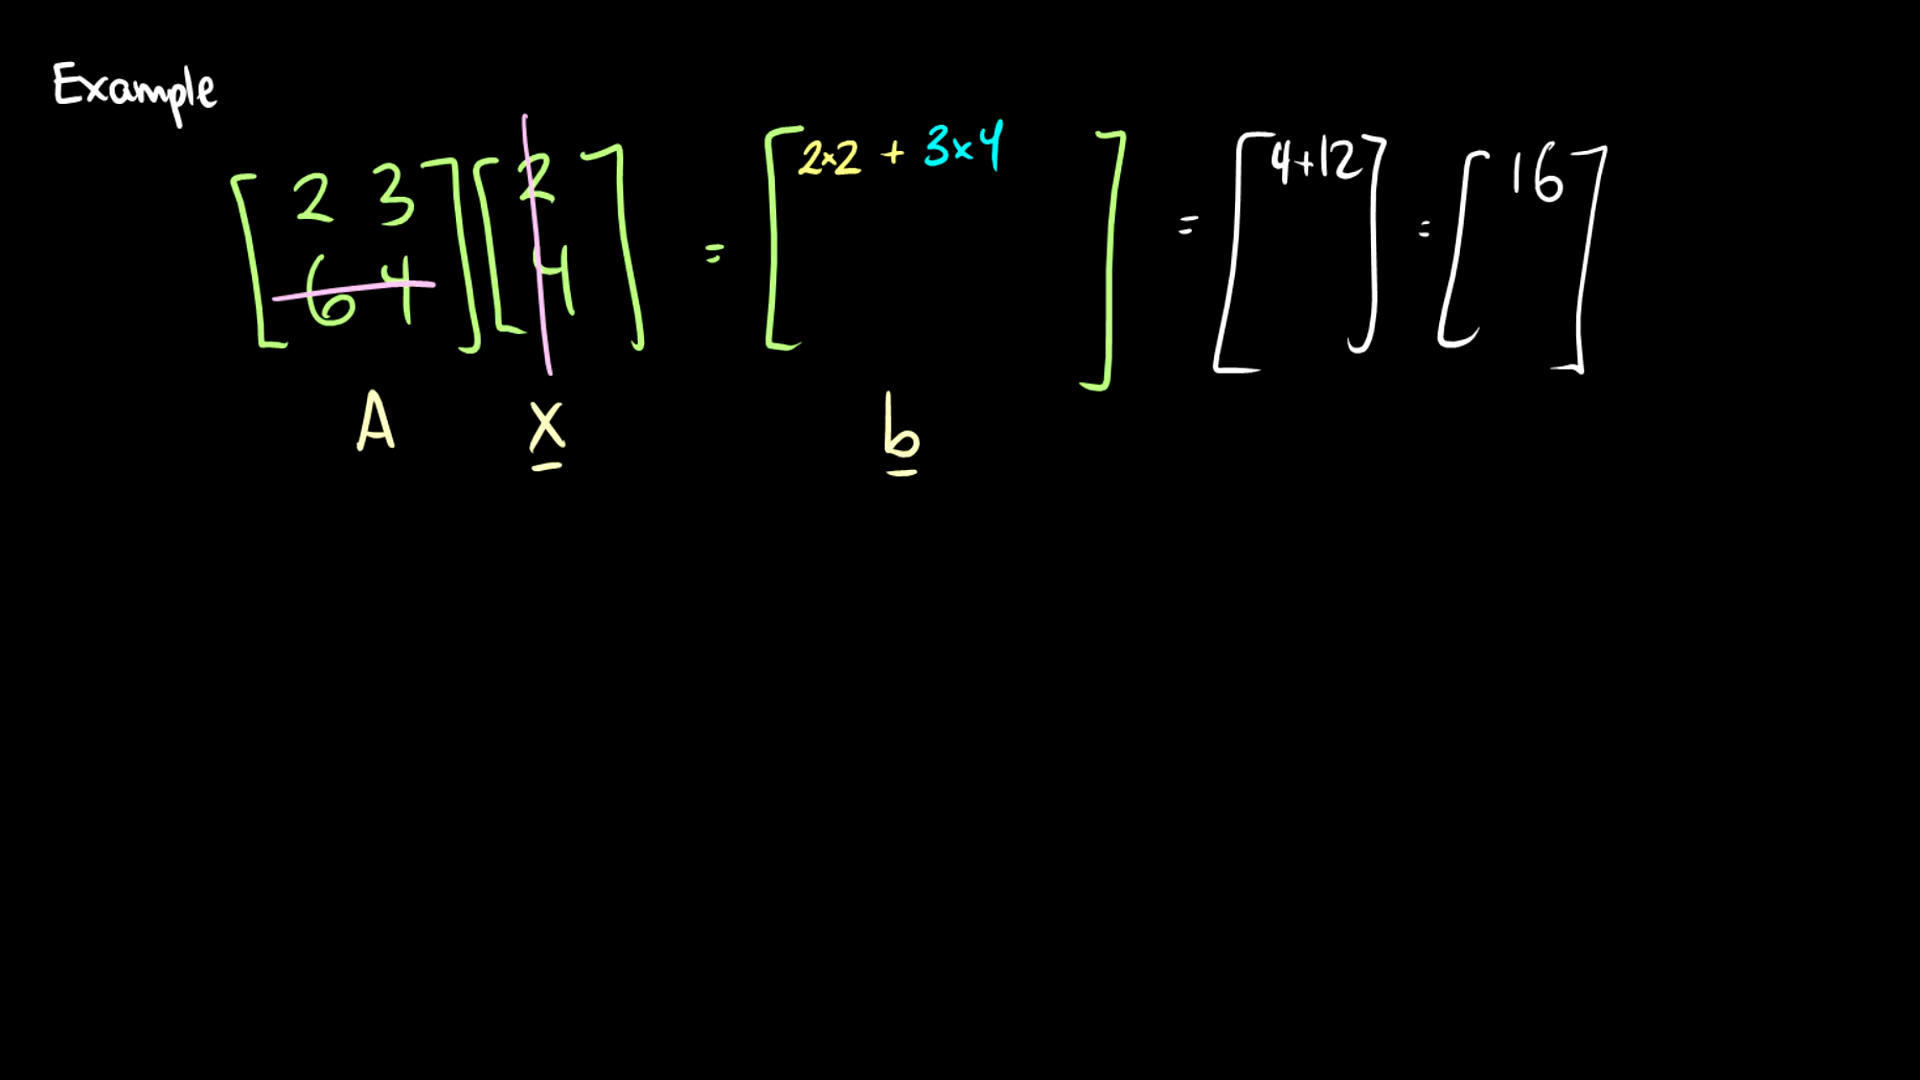 Example
[ 2 3 ] [ 2 ] = [ 2×2 + 3×4 ] = [ 4+12 ] = [ 16 ]
[ 6 4 ] [ 4 ]
A x b